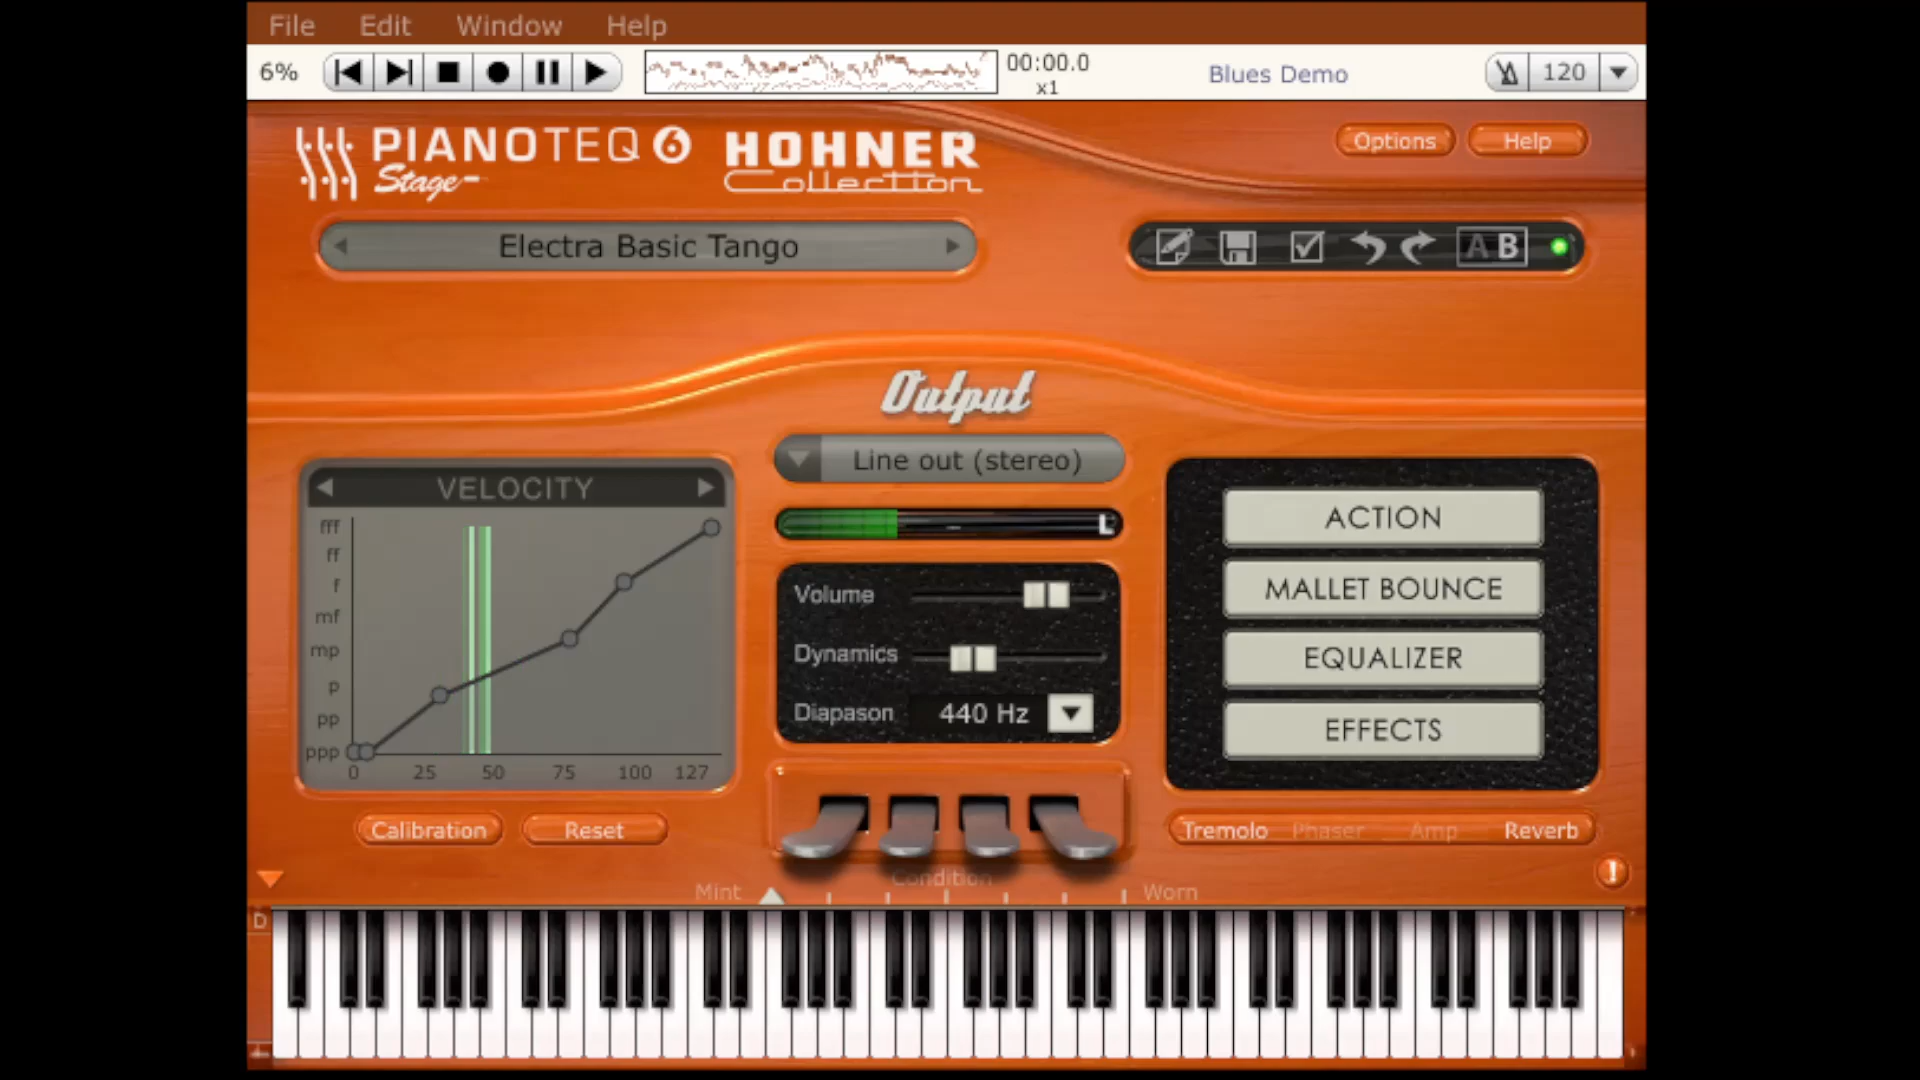 File Edit Window Help
6% 00:00.0 x1 Blues Demo 120
PIANOTEQ 6 HOHNER
Stage Collection
Options Help
Electra Basic Tango
A B
Output
Line out (stereo)
L
VELOCITY
fff
ff
f
mf
mp
p
pp
ppp
0 25 50 75 100 127
Calibration Reset
Volume
Dynamics
Diapason 440 Hz
ACTION
MALLET BOUNCE
EQUALIZER
EFFECTS
Tremolo Phaser Amp Reverb
Mint Condition Worn
D